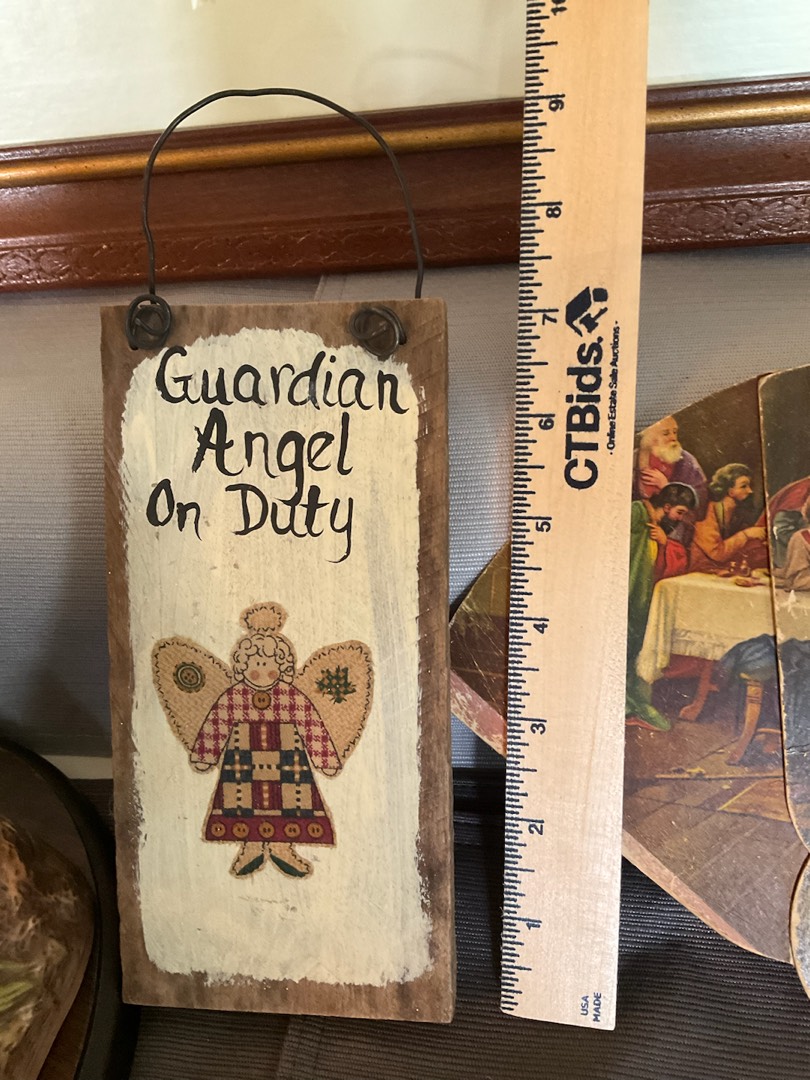 Guardian
Angel
On Duty
10
9
8
7
6
5
4
3
2
1
CTBids.
· Online Estate Sale Auctions ·
USA
MADE